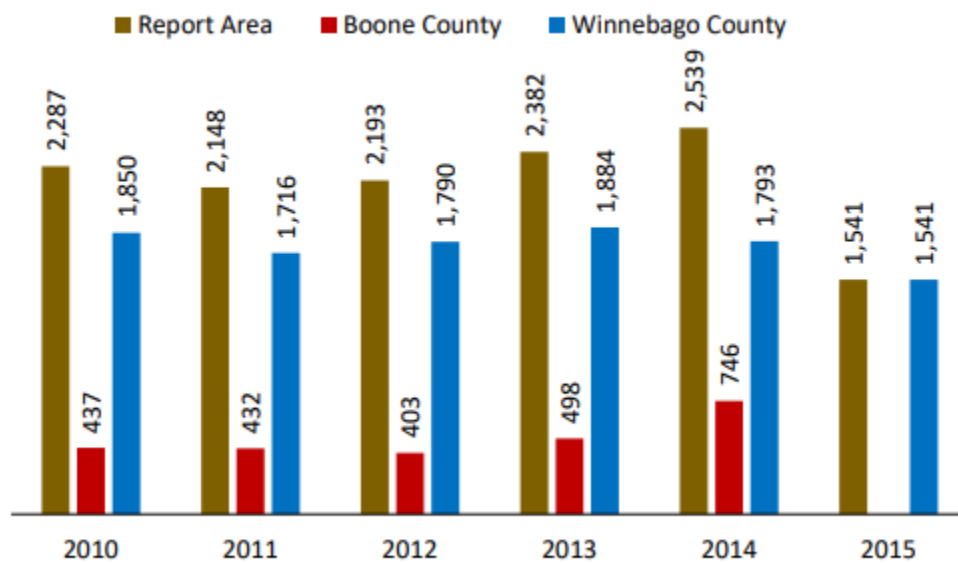 Report Area Boone County Winnebago County
2,287 437 1,850
2,148 432 1,716
2,193 403 1,790
2,382 498 1,884
2,539 746 1,793
1,541 1,541
2010 2011 2012 2013 2014 2015